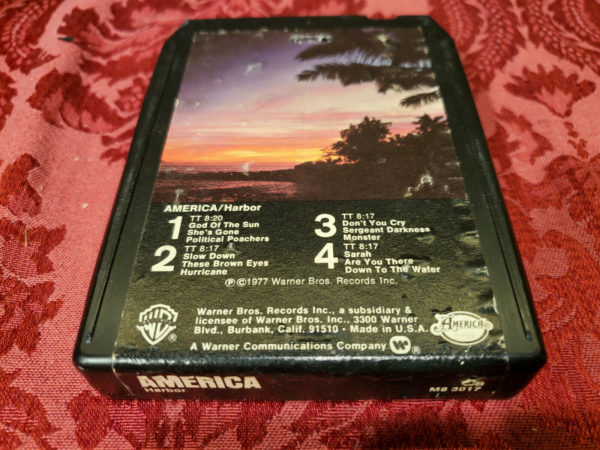 AMERICA/Harbor
1 TT 8:20
God Of The Sun
She's Gone
Political Poachers
2 TT 8:17
Slow Down
These Brown Eyes
Hurricane
3 TT 8:17
Don't You Cry
Sergeant Darkness
Monster
4 TT 8:17
Sarah
Are You There
Down To The Water
℗©1977 Warner Bros. Records Inc.
Warner Bros. Records Inc., a subsidiary &
licensee of Warner Bros. Inc., 3300 Warner
Blvd., Burbank, Calif. 91510 - Made in U.S.A.
A Warner Communications Company
AMERICA
AMERICA
Harbor
M8 3017